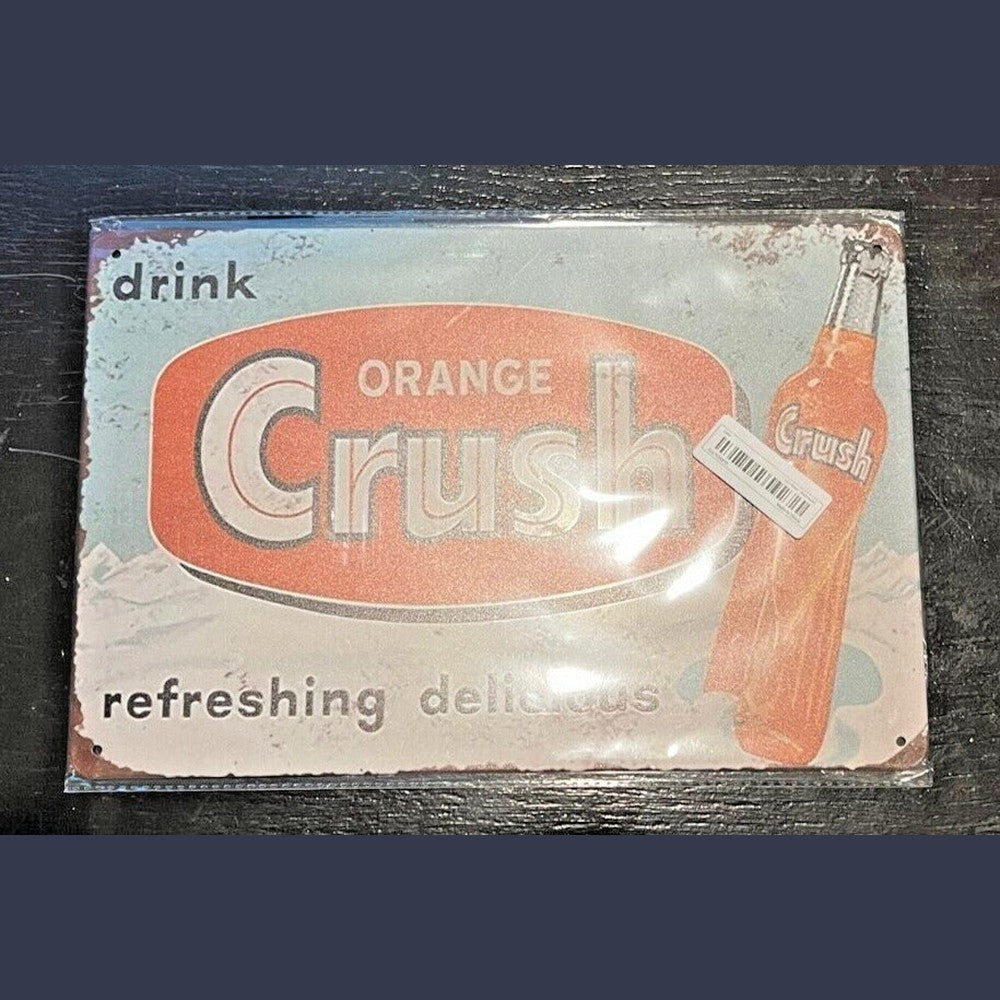 drink
ORANGE
Crush
Crush
refreshing delicious